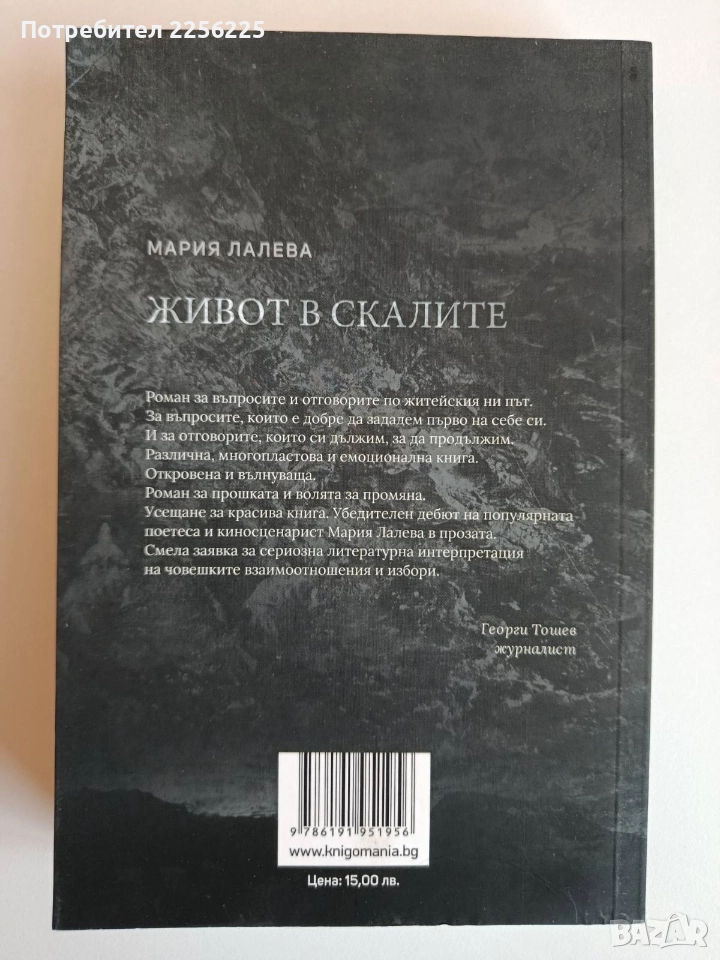 Потребител 2256225
МАРИЯ ЛАЛЕВА
ЖИВОТ В СКАЛИТЕ
Роман за въпросите и отговорите по житейския ни път.
За въпросите, които е добре да зададем първо на себе си.
И за отговорите, които си дължим, за да продължим.
Различна, многопластова и емоционална книга.
Откровена и вълнуваща.
Роман за прошката и волята за промяна.
Усещане за красива книга. Убедителен дебют на популярната
поетеса и киносценарист Мария Лалева в прозата.
Смела заявка за сериозна литературна интерпретация
на човешките взаимоотношения и избори.
Георги Тошев
журналист
9 786191 951956
www.knigomania.bg
Цена: 15,00 лв.
BAZAR